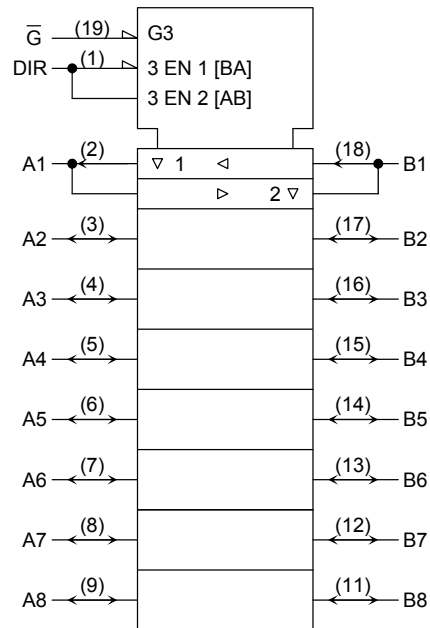 G̅ (19) G3
DIR (1) 3 EN 1 [BA]
3 EN 2 [AB]
A1 (2) ▽ 1 ◁ (18) B1
▷ 2 ▽
A2 (3) (17) B2
A3 (4) (16) B3
A4 (5) (15) B4
A5 (6) (14) B5
A6 (7) (13) B6
A7 (8) (12) B7
A8 (9) (11) B8